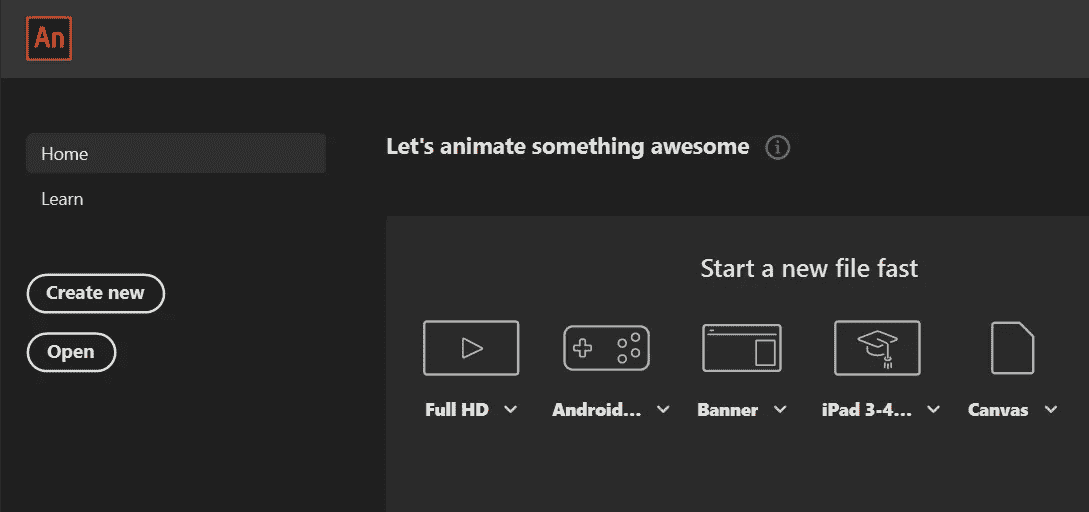 An
Home
Learn
Create new
Open
Let's animate something awesome
Start a new file fast
Full HD
Android...
Banner
iPad 3-4...
Canvas